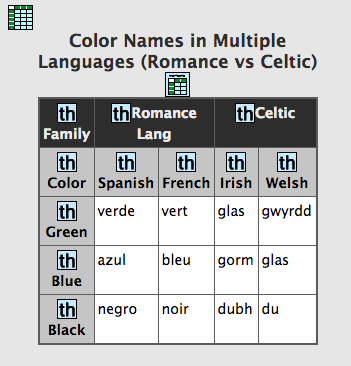 Color Names in Multiple
Languages (Romance vs Celtic)
th Family th Romance Lang th Celtic
th Color th Spanish th French th Irish th Welsh
th Green verde vert glas gwyrdd
th Blue azul bleu gorm glas
th Black negro noir dubh du